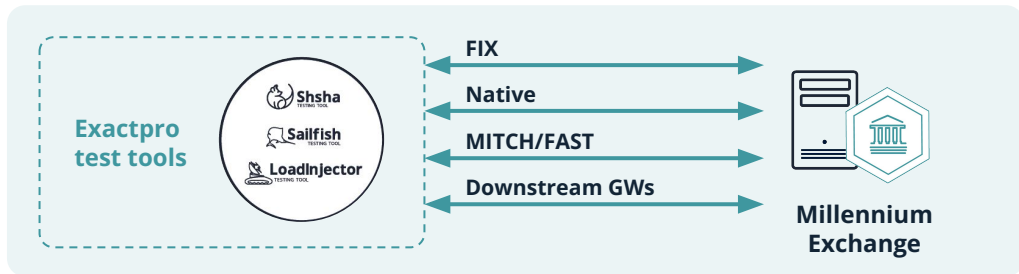 Exactpro
test tools
Shsha
TESTING TOOL
Sailfish
TESTING TOOL
LoadInjector
TESTING TOOL
FIX
Native
MITCH/FAST
Downstream GWs
Millennium
Exchange